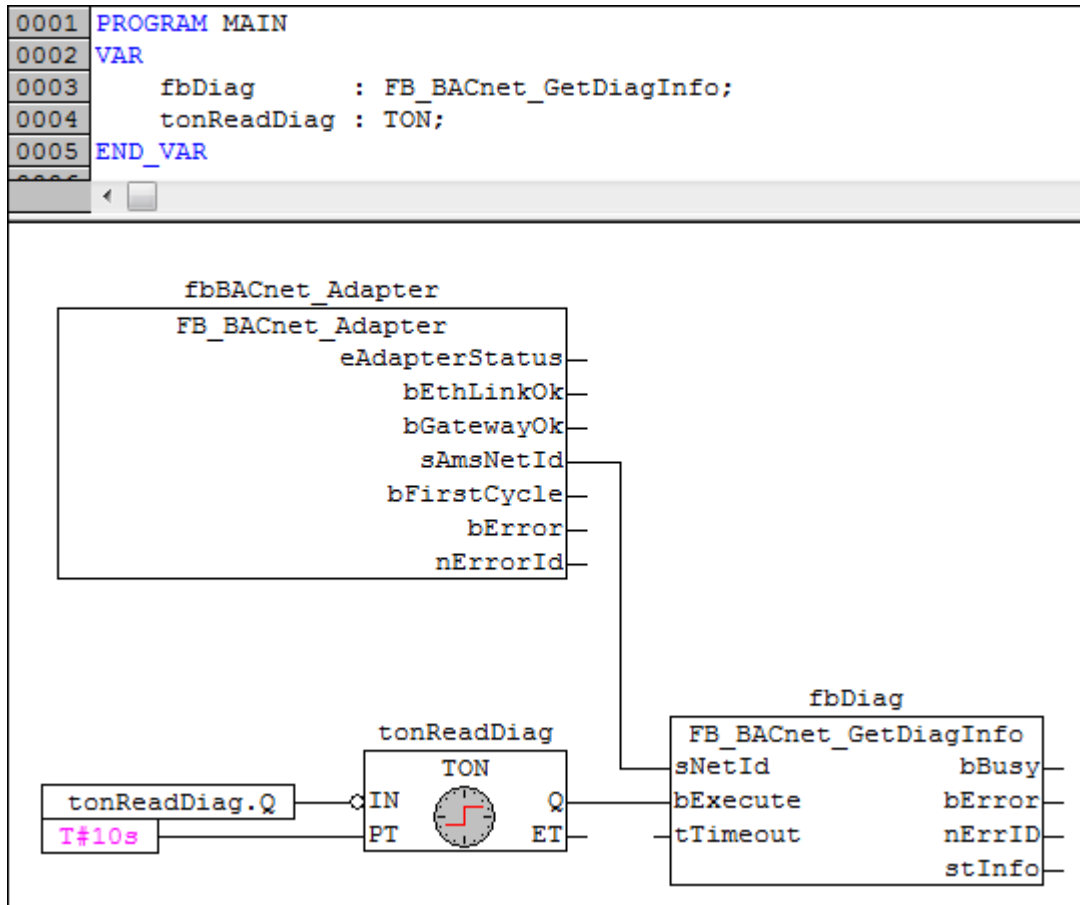 0001 PROGRAM MAIN
0002 VAR
0003 fbDiag : FB_BACnet_GetDiagInfo;
0004 tonReadDiag : TON;
0005 END_VAR
fbBACnet_Adapter
FB_BACnet_Adapter
eAdapterStatus
bEthLinkOk
bGatewayOk
sAmsNetId
bFirstCycle
bError
nErrorId
fbDiag
FB_BACnet_GetDiagInfo
sNetId bBusy
bExecute bError
tTimeout nErrID
stInfo
tonReadDiag
TON
tonReadDiag.Q IN Q
T#10s PT ET